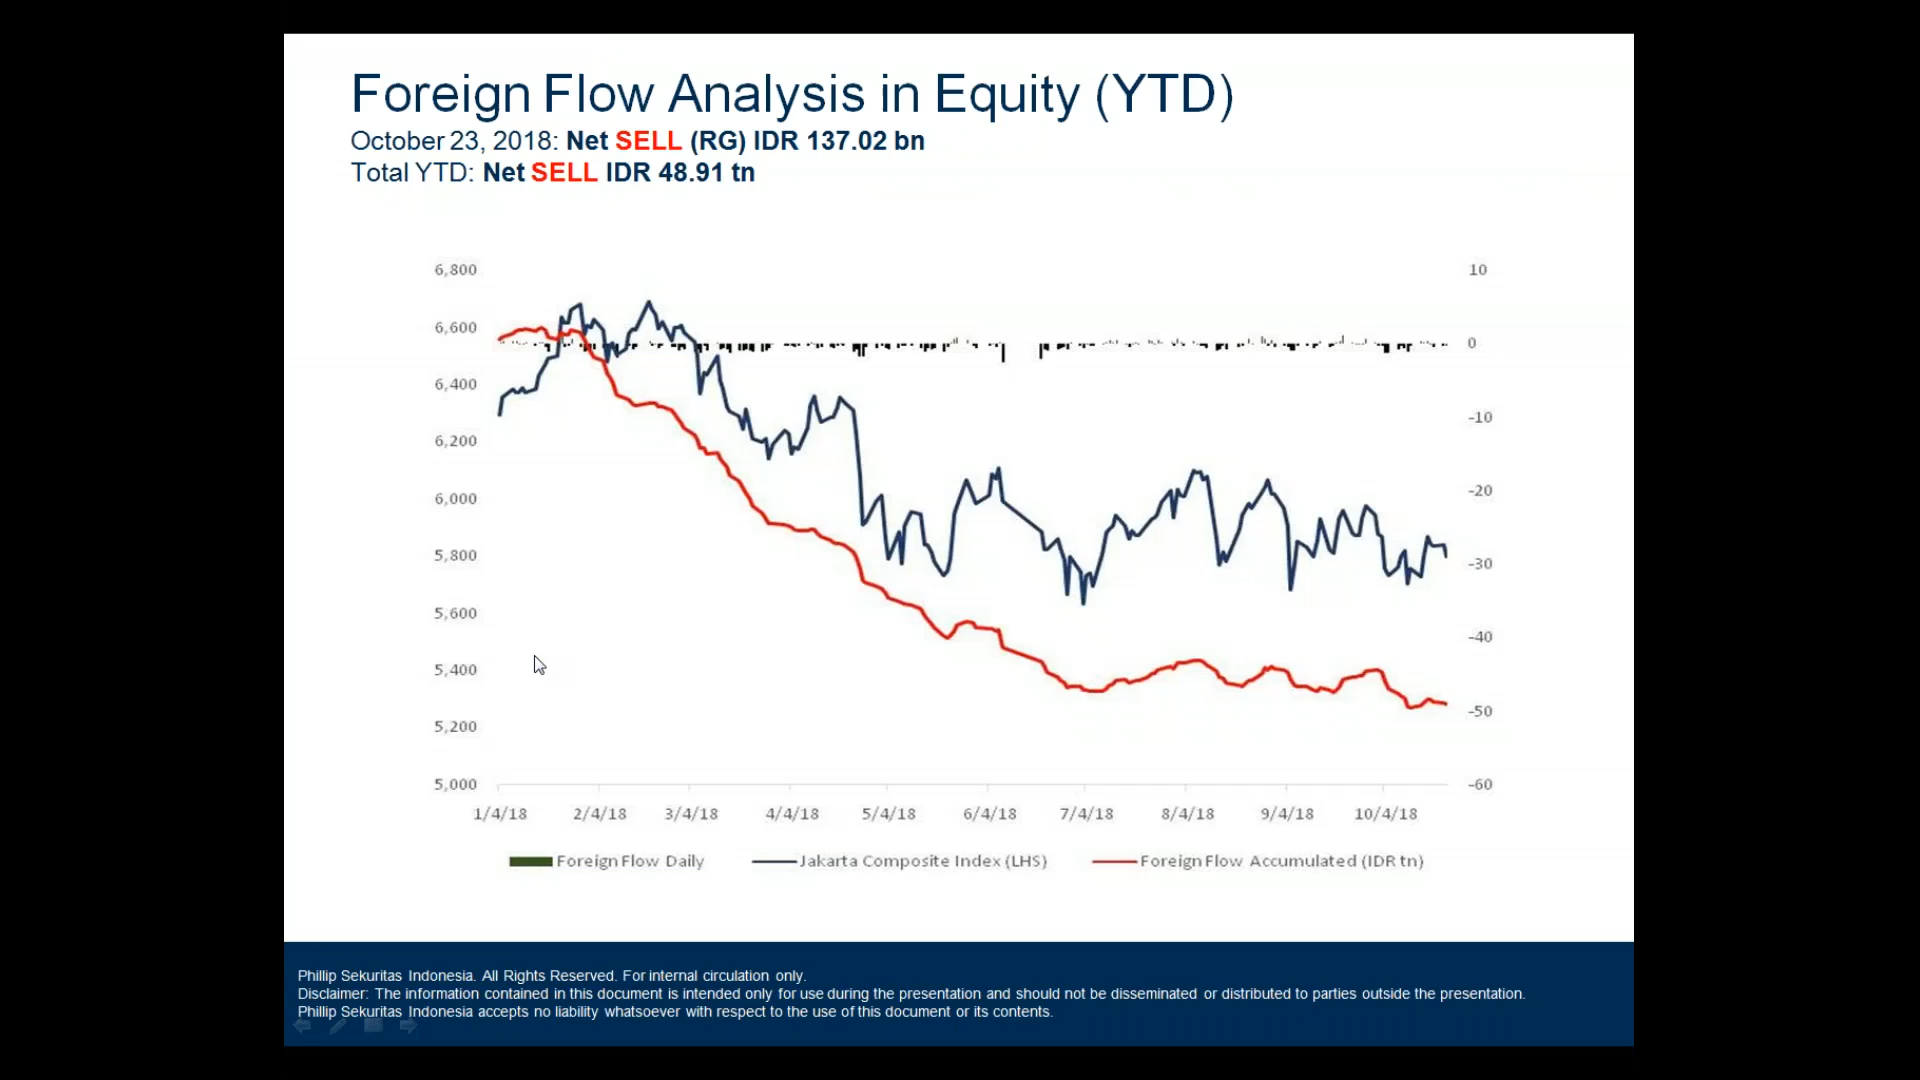 Foreign Flow Analysis in Equity (YTD)
October 23, 2018: Net SELL (RG) IDR 137.02 bn
Total YTD: Net SELL IDR 48.91 tn
6,800
6,600
6,400
6,200
6,000
5,800
5,600
5,400
5,200
5,000
10
0
-10
-20
-30
-40
-50
-60
1/4/18 2/4/18 3/4/18 4/4/18 5/4/18 6/4/18 7/4/18 8/4/18 9/4/18 10/4/18
Foreign Flow Daily Jakarta Composite Index (LHS) Foreign Flow Accumulated (IDR tn)
Phillip Sekuritas Indonesia. All Rights Reserved. For internal circulation only.
Disclaimer: The information contained in this document is intended only for use during the presentation and should not be disseminated or distributed to parties outside the presentation.
Phillip Sekuritas Indonesia accepts no liability whatsoever with respect to the use of this document or its contents.